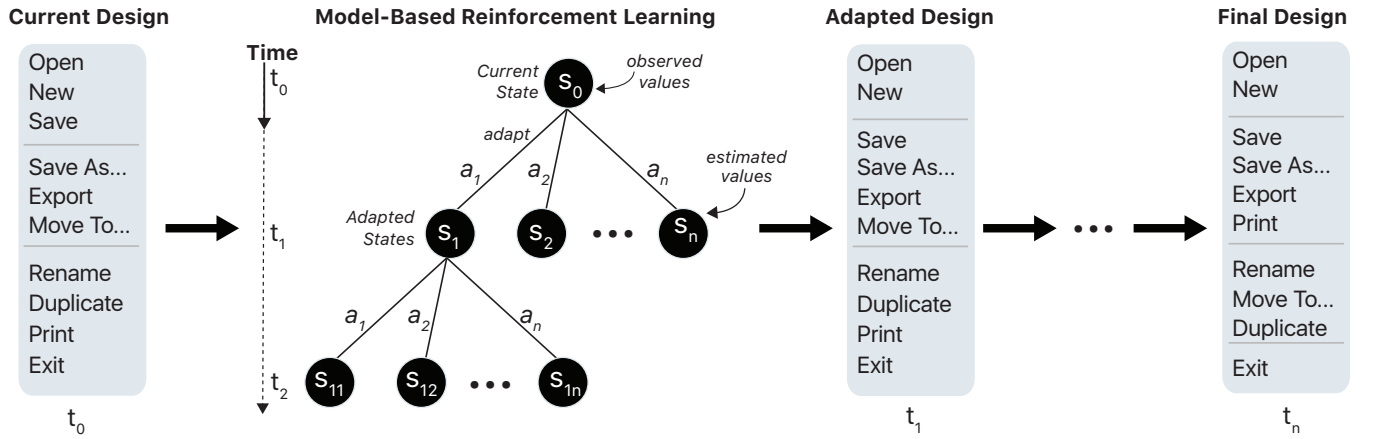 Current Design
Open
New
Save
Save As...
Export
Move To...
Rename
Duplicate
Print
Exit
t0
Model-Based Reinforcement Learning
Time
t0
t1
t2
Current
State
S0
observed
values
adapt
a1
a2
an
estimated
values
Adapted
States
S1
S2
Sn
a1
a2
an
S11
S12
S1n
Adapted Design
Open
New
Save
Save As...
Export
Move To...
Rename
Duplicate
Print
Exit
t1
Final Design
Open
New
Save
Save As...
Export
Print
Rename
Move To...
Duplicate
Exit
tn